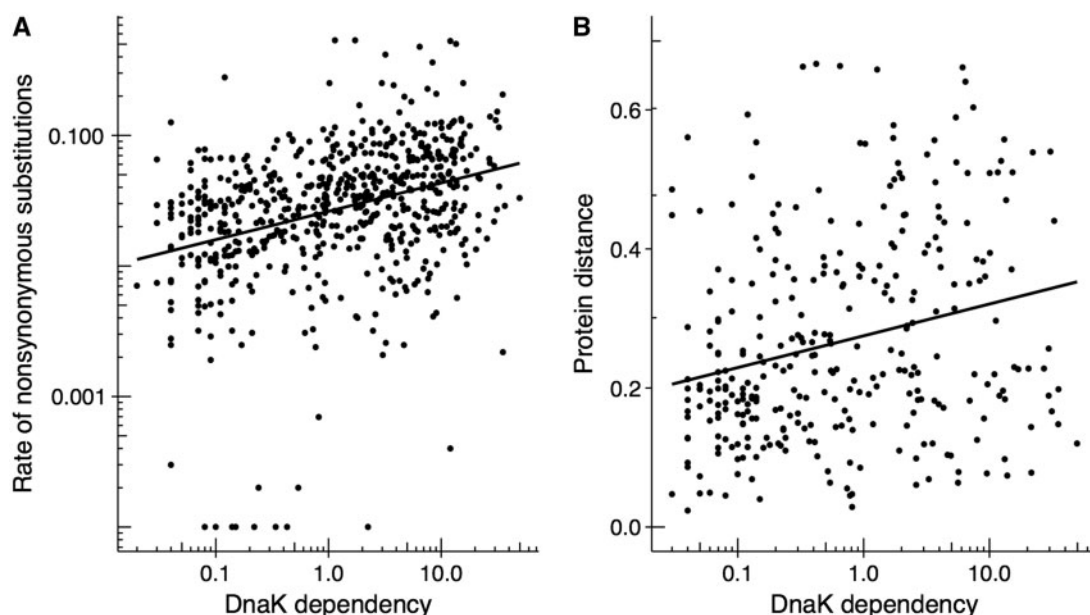 A
Rate of nonsynonymous substitutions
0.100
0.001
0.1
1.0
10.0
DnaK dependency
B
Protein distance
0.6
0.4
0.2
0.0
0.1
1.0
10.0
DnaK dependency